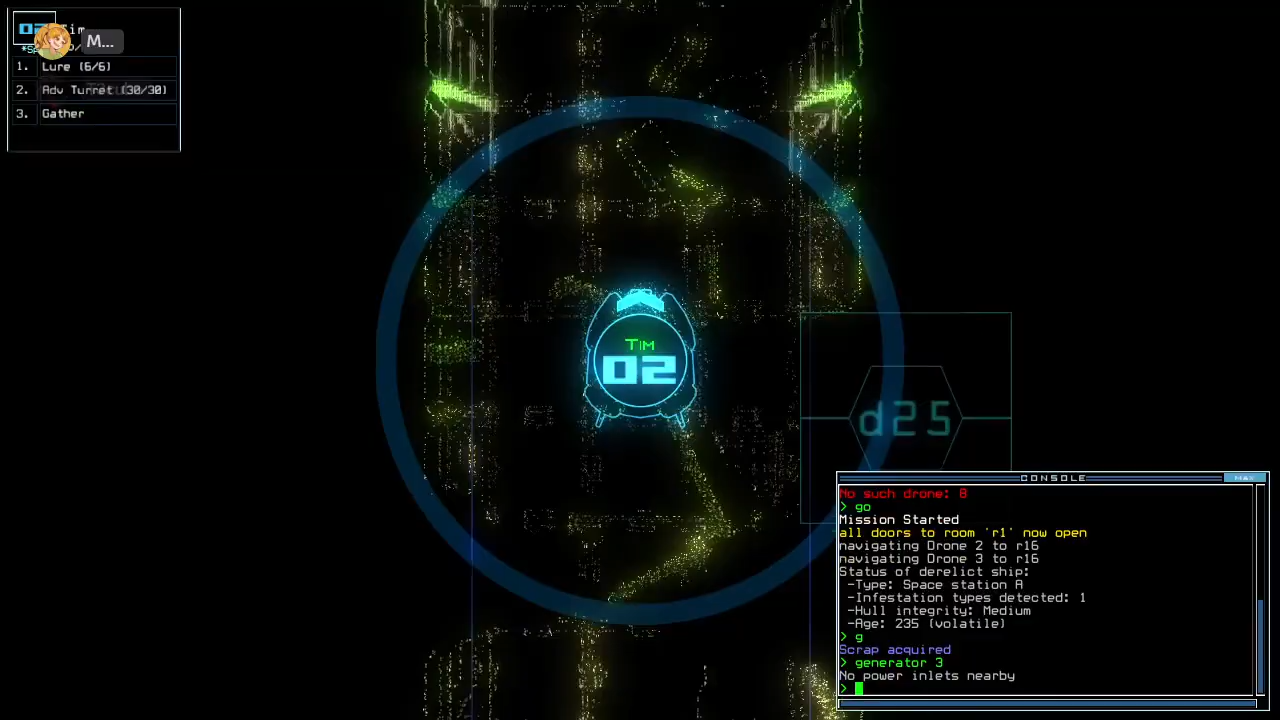 02 Tim
M...
1. Lure (6/6)
2. Adv Turret (30/30)
3. Gather
TIM
02
d25
CONSOLE
MAX
No such drone: 8
> go
Mission Started
all doors to room 'r1' now open
navigating Drone 2 to r16
navigating Drone 3 to r16
Status of derelict ship:
-Type: Space station A
-Infestation types detected: 1
-Hull integrity: Medium
-Age: 235 (volatile)
> g
Scrap acquired
> generator 3
No power inlets nearby
>